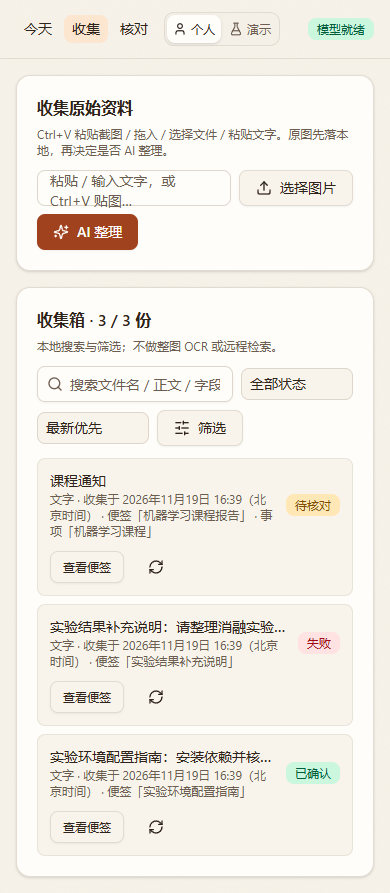 今天 收集 核对 个人 演示 模型就绪
收集原始资料
Ctrl+V 粘贴截图 / 拖入 / 选择文件 / 粘贴文字。原图先落本
地，再决定是否 AI 整理。
粘贴 / 输入文字，或
Ctrl+V 贴图... 选择图片
AI 整理
收集箱 · 3 / 3 份
本地搜索与筛选；不做整图 OCR 或远程检索。
搜索文件名 / 正文 / 字段 全部状态
最新优先 筛选
课程通知
文字 · 收集于 2026年11月19日 16:39（北
京时间） · 便签「机器学习课程报告」 · 事
项「机器学习课程」
待核对
查看便签
实验结果补充说明：请整理消融实验...
文字 · 收集于 2026年11月19日 16:39（北京
时间） · 便签「实验结果补充说明」
失败
查看便签
实验环境配置指南：安装依赖并核...
文字 · 收集于 2026年11月19日 16:39（北
京时间） · 便签「实验环境配置指南」
已确认
查看便签